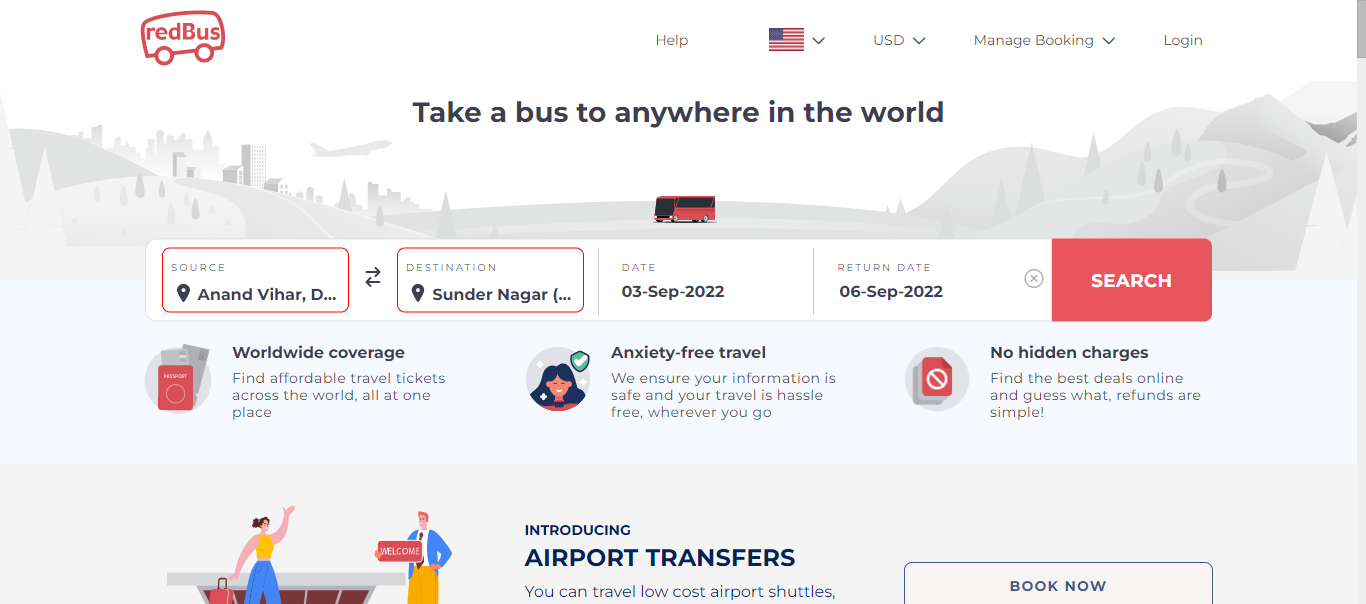 redBus
Help
USD
Manage Booking
Login
Take a bus to anywhere in the world
SOURCE
Anand Vihar, D...
DESTINATION
Sunder Nagar (...
DATE
03-Sep-2022
RETURN DATE
06-Sep-2022
SEARCH
PASSPORT
Worldwide coverage
Find affordable travel tickets
across the world, all at one
place
Anxiety-free travel
We ensure your information is
safe and your travel is hassle
free, wherever you go
No hidden charges
Find the best deals online
and guess what, refunds are
simple!
WELCOME
INTRODUCING
AIRPORT TRANSFERS
You can travel low cost airport shuttles,
BOOK NOW